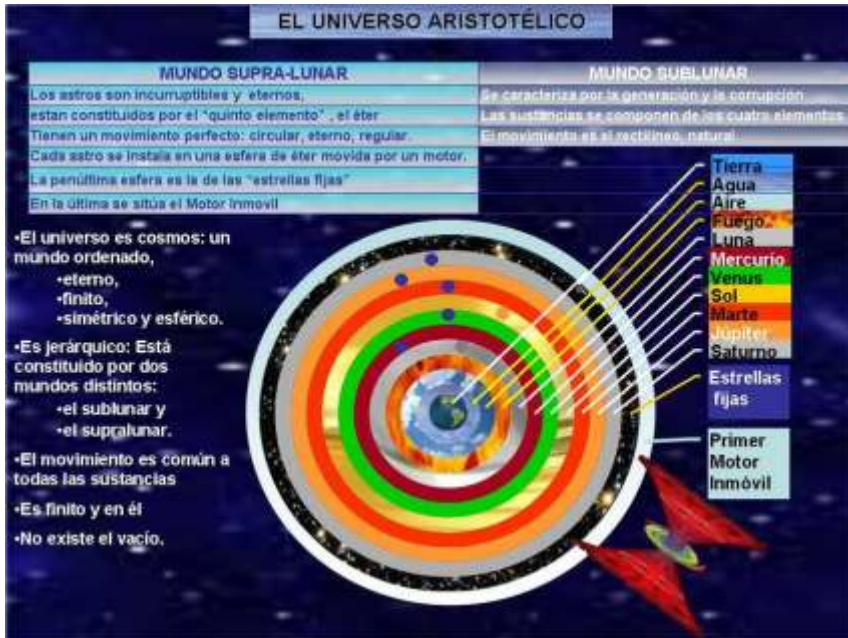 EL UNIVERSO ARISTOTÉLICO
MUNDO SUPRA-LUNAR
Los astros son incurruptibles y eternos,
estan constituidos por el "quinto elemento" , el éter
Tienen un movimiento perfecto: circular, eterno, regular.
Cada astro se instala en una esfera de éter movida por un motor.
La penúltima esfera es la de las "estrellas fijas"
En la última se sitúa el Motor Inmovil
MUNDO SUBLUNAR
Se caracteriza por la generación y la corrupción
Las sustancias se componen de los cuatro elementos
El movimiento es el rectilíneo, natural
•El universo es cosmos: un
mundo ordenado,
•eterno,
•finito,
•simétrico y esférico.
•Es jerárquico: Está
constituido por dos
mundos distintos:
•el sublunar y
•el supralunar.
•El movimiento es común a
todas las sustancias
•Es finito y en él
•No existe el vacío.
Tierra
Agua
Aire
Fuego
Luna
Mercurio
Venus
Sol
Marte
Júpiter
Saturno
Estrellas
fijas
Primer
Motor
Inmóvil